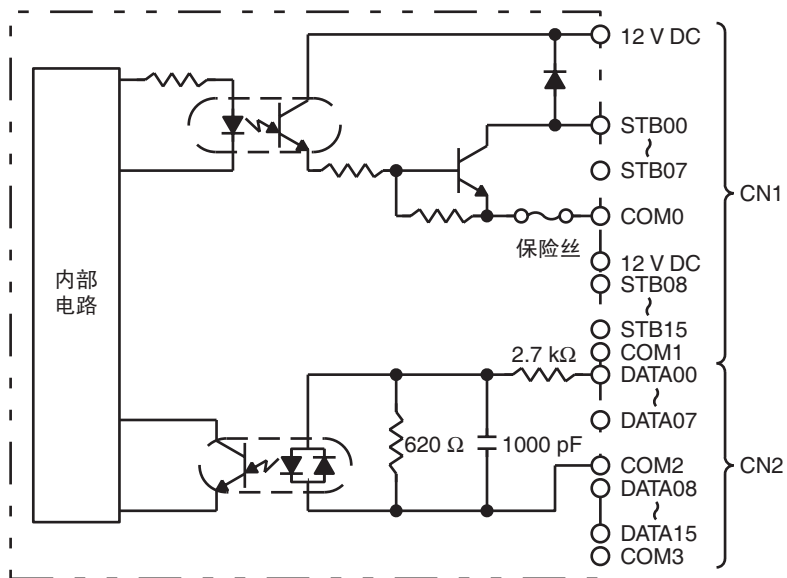 12 V DC
STB00
~
STB07
CN1
COM0
保险丝
12 V DC
内部
电路
STB08
~
STB15
COM1
2.7 kΩ
DATA00
~
DATA07
620 Ω
1000 pF
COM2
CN2
DATA08
~
DATA15
COM3